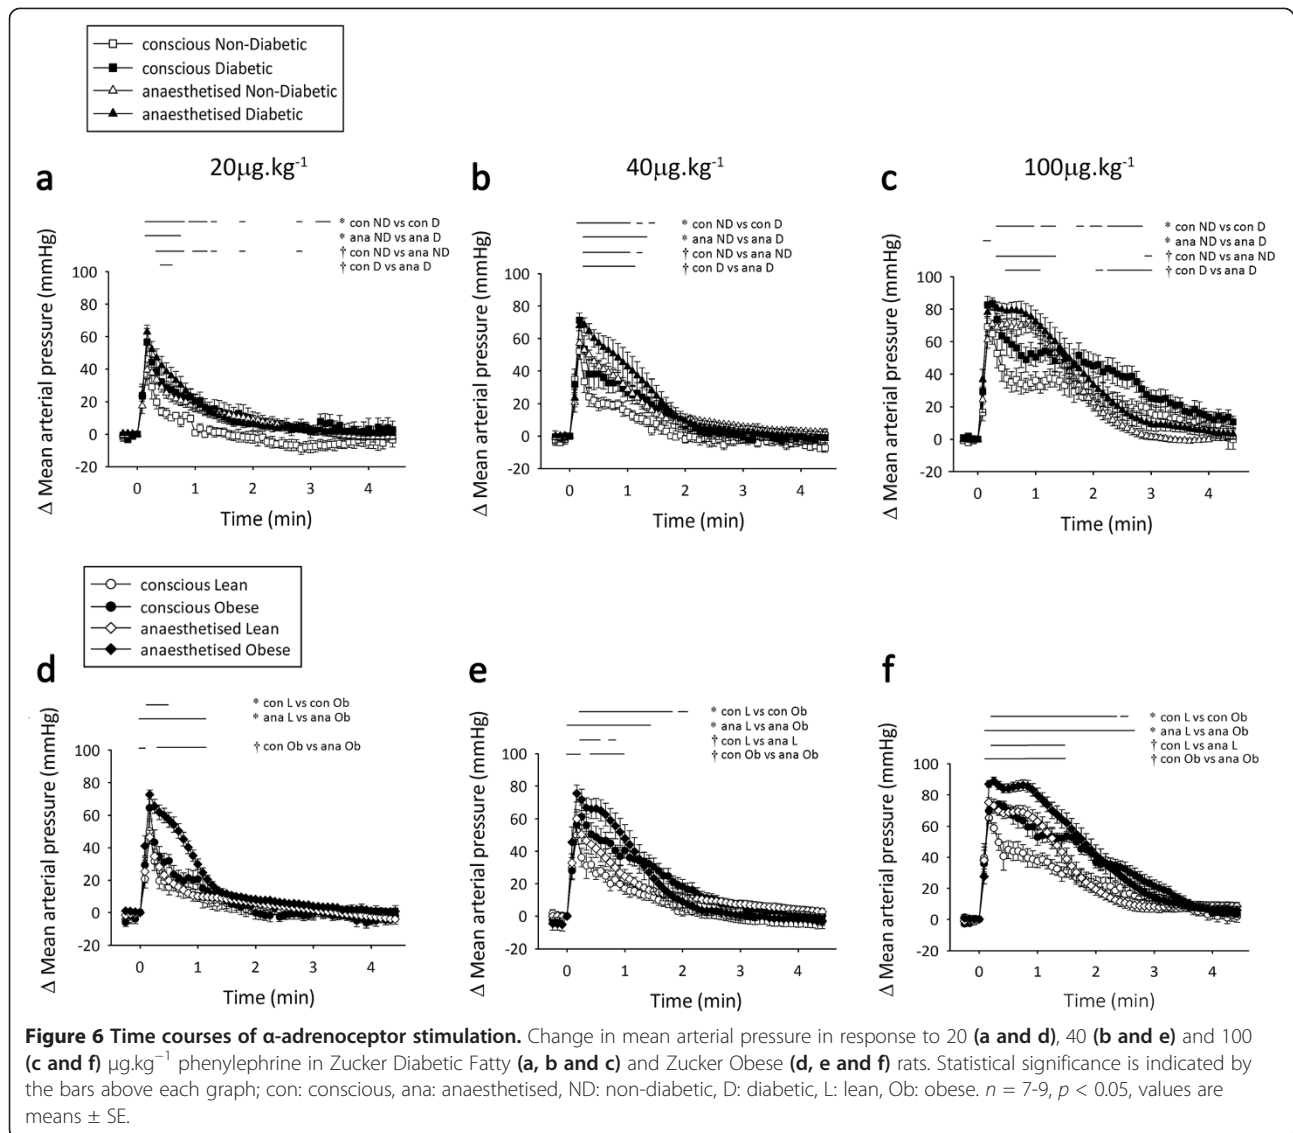 conscious Non-Diabetic
conscious Diabetic
anaesthetised Non-Diabetic
anaesthetised Diabetic
a
20μg.kg-1
b
40μg.kg-1
c
100μg.kg-1
* con ND vs con D
* ana ND vs ana D
† con ND vs ana ND
† con D vs ana D
Δ Mean arterial pressure (mmHg)
100
80
60
40
20
0
-20
0 1 2 3 4
Time (min)
* con ND vs con D
* ana ND vs ana D
† con ND vs ana ND
† con D vs ana D
Δ Mean arterial pressure (mmHg)
100
80
60
40
20
0
-20
0 1 2 3 4
Time (min)
* con ND vs con D
* ana ND vs ana D
† con ND vs ana ND
† con D vs ana D
Δ Mean arterial pressure (mmHg)
100
80
60
40
20
0
-20
0 1 2 3 4
Time (min)
conscious Lean
conscious Obese
anaesthetised Lean
anaesthetised Obese
d
* con L vs con Ob
* ana L vs ana Ob
† con Ob vs ana Ob
Δ Mean arterial pressure (mmHg)
100
80
60
40
20
0
-20
0 1 2 3 4
Time (min)
e
* con L vs con Ob
* ana L vs ana Ob
† con L vs ana L
† con Ob vs ana Ob
Δ Mean arterial pressure (mmHg)
100
80
60
40
20
0
-20
0 1 2 3 4
Time (min)
f
* con L vs con Ob
* ana L vs ana Ob
† con L vs ana L
† con Ob vs ana Ob
Δ Mean arterial pressure (mmHg)
100
80
60
40
20
0
-20
0 1 2 3 4
Time (min)
Figure 6 Time courses of α-adrenoceptor stimulation. Change in mean arterial pressure in response to 20 (a and d), 40 (b and e) and 100
(c and f) μg.kg−1 phenylephrine in Zucker Diabetic Fatty (a, b and c) and Zucker Obese (d, e and f) rats. Statistical significance is indicated by
the bars above each graph; con: conscious, ana: anaesthetised, ND: non-diabetic, D: diabetic, L: lean, Ob: obese. n = 7-9, p < 0.05, values are
means ± SE.